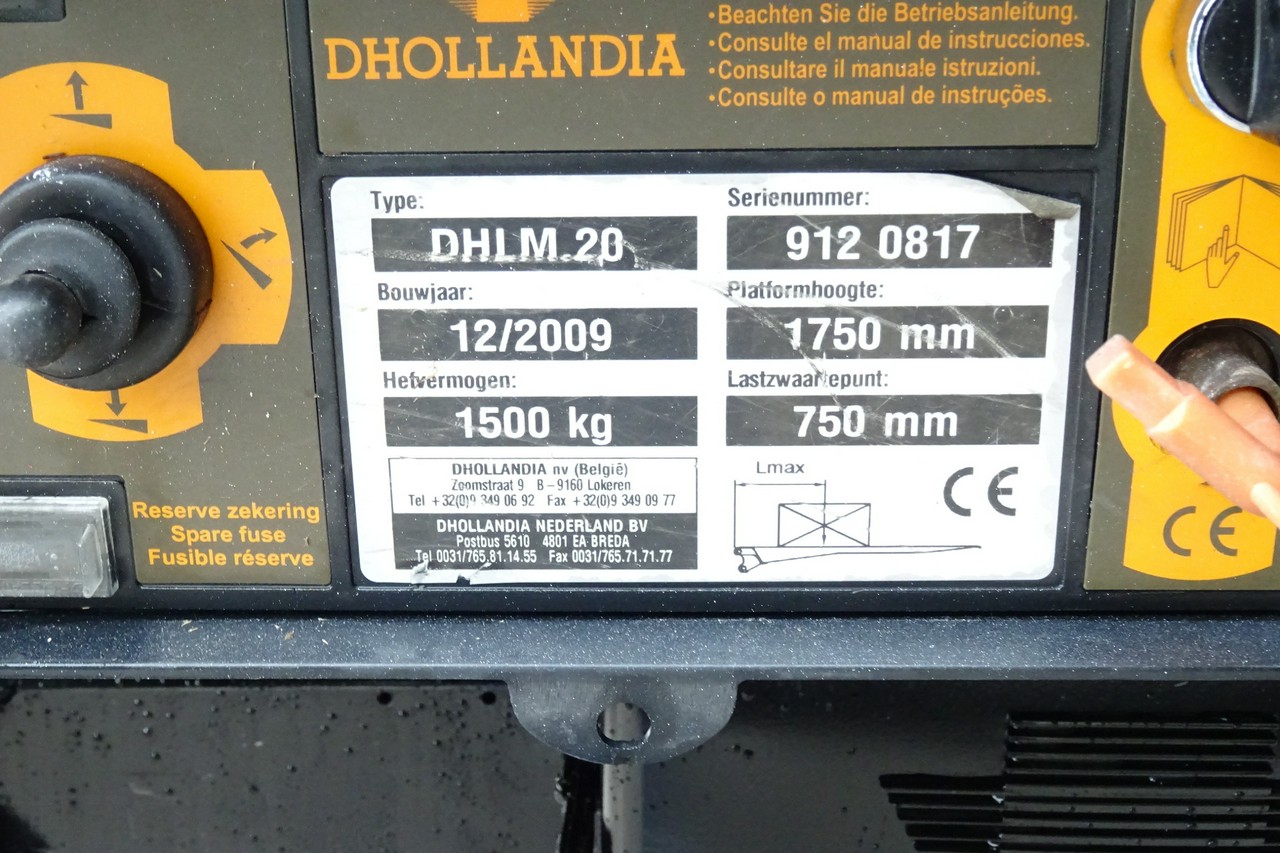 DHOLLANDIA
•Beachten Sie die Betriebsanleitung.
•Consulte el manual de instrucciones.
•Consultare il manuale istruzioni.
•Consulte o manual de instruções.
Type:
DHLM.20
Serienummer:
912 0817
Bouwjaar:
12/2009
Platformhoogte:
1750 mm
Hefvermogen:
1500 kg
Lastzwaartepunt:
750 mm
DHOLLANDIA nv (België)
Zoomstraat 9 B – 9160 Lokeren
Tel +32(0)9 349 06 92 Fax +32(0)9 349 09 77
DHOLLANDIA NEDERLAND BV
Postbus 5610 4801 EA BREDA
Tel 0031/765.81.14.55 Fax 0031/765.71.71.77
Lmax
CE
Reserve zekering
Spare fuse
Fusible réserve
CE